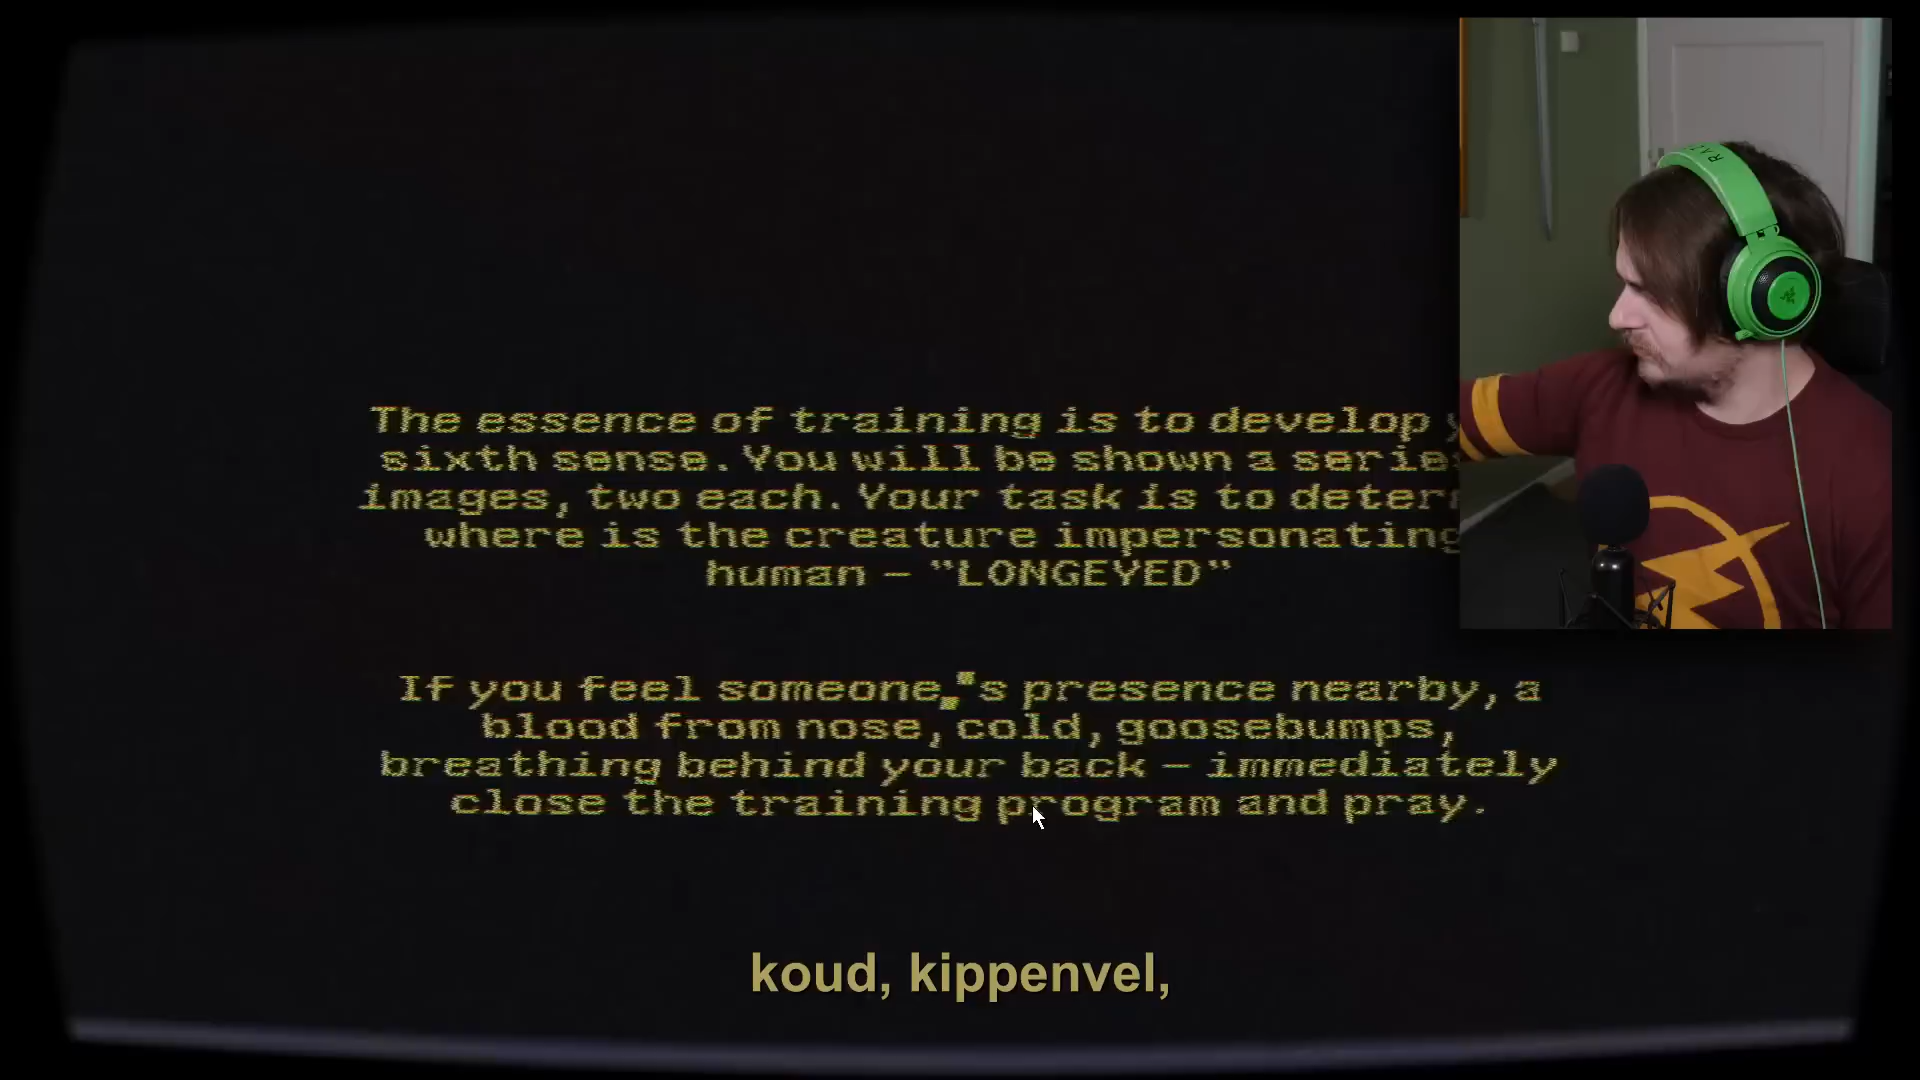 The essence of training is to develop
sixth sense. You will be shown a
images, two each. Your task is to
where is the creature impersonating
human - "LONGEYED"
If you feel someone,"s presence nearby, a
blood from nose, cold, goosebumps,
breathing behind your back - immediately
close the training program and pray.
koud, kippenvel,